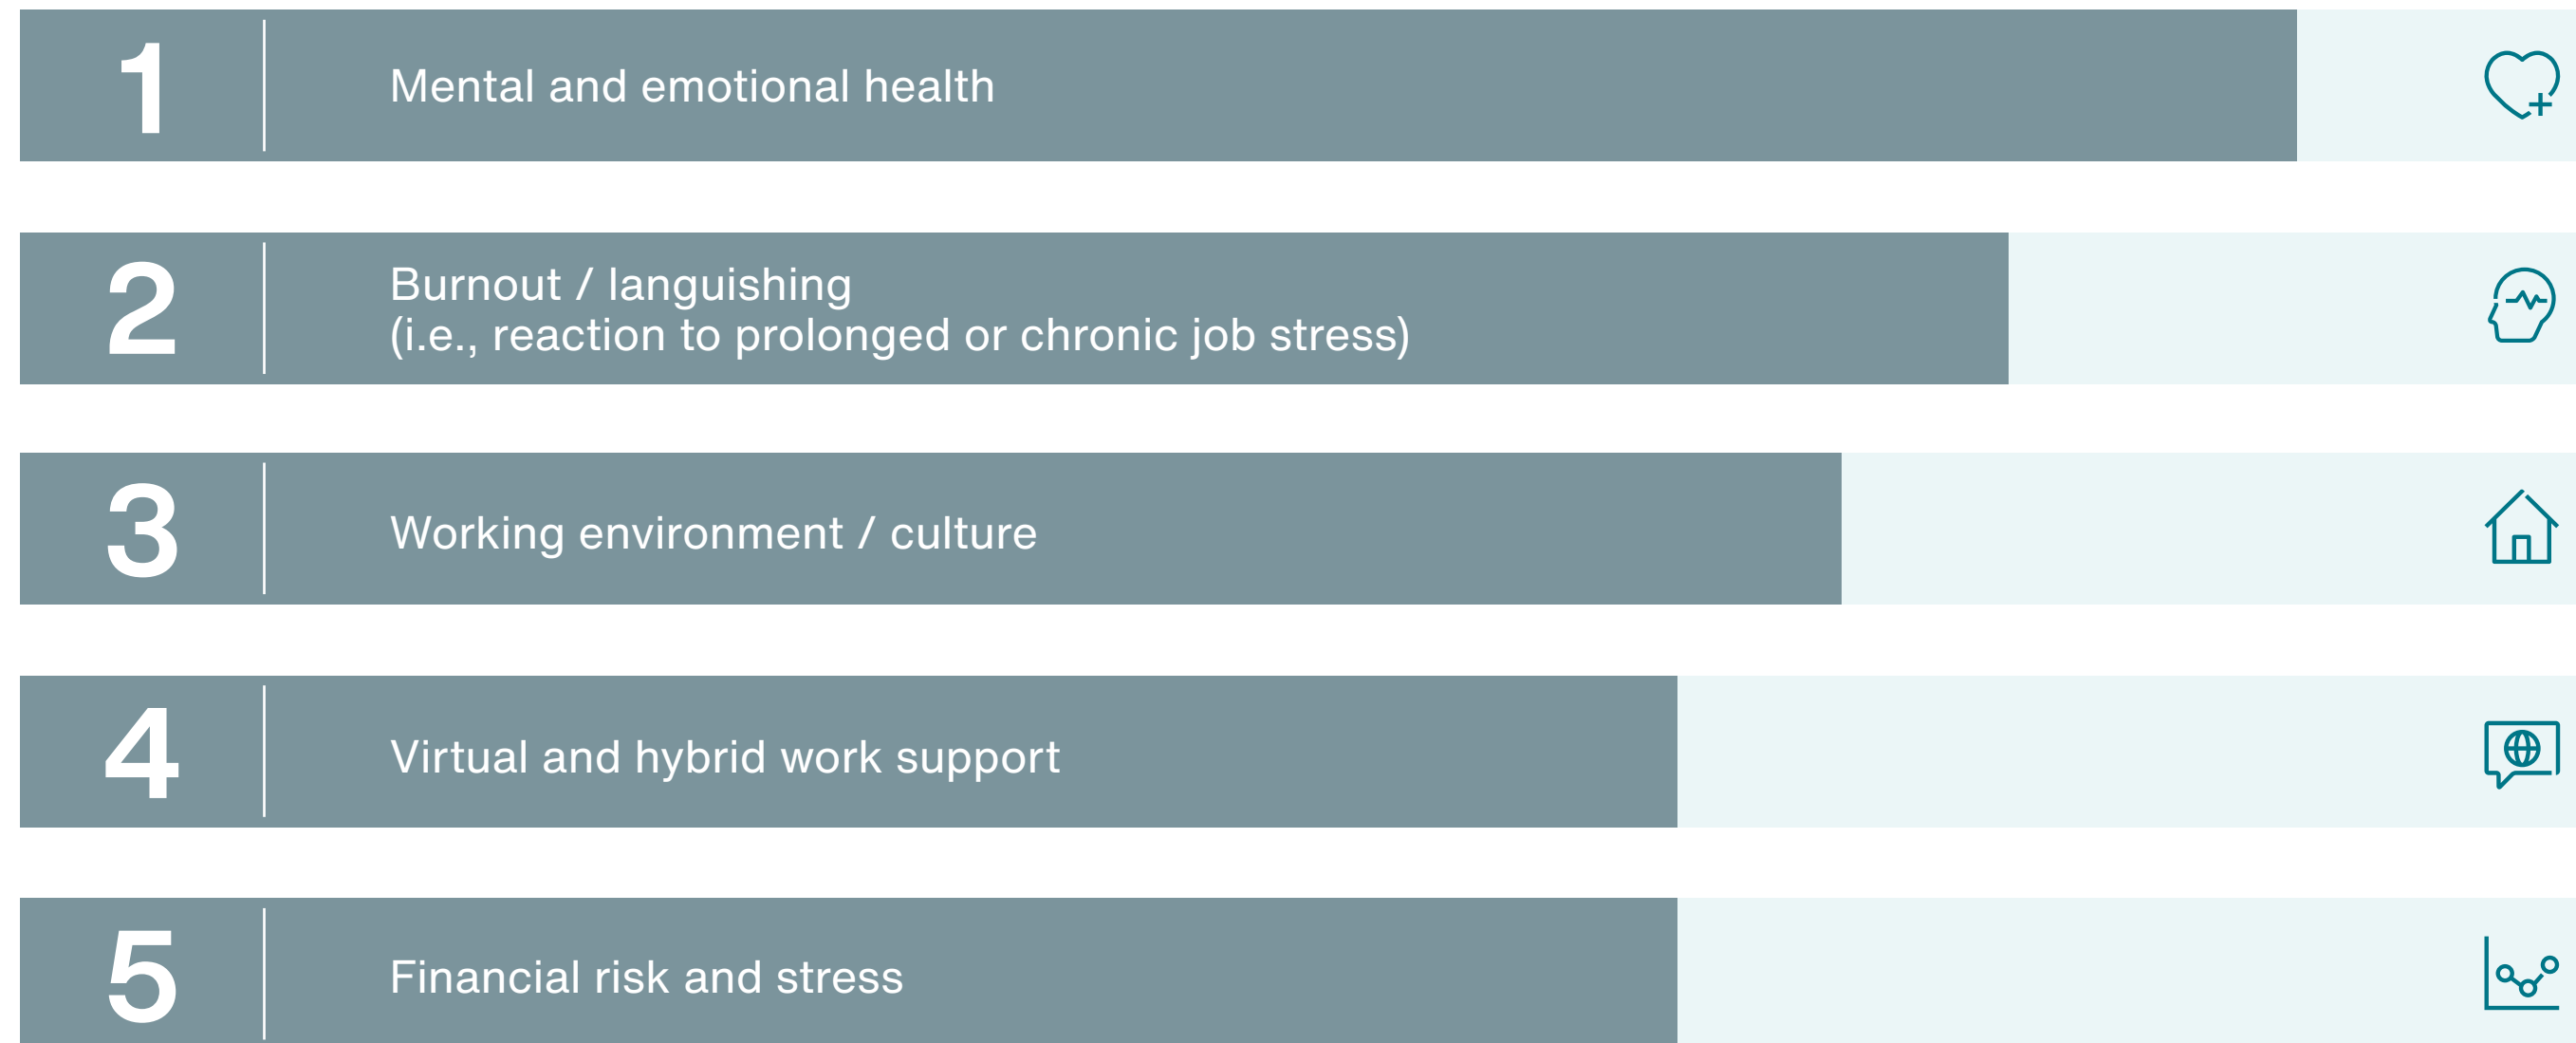 1
Mental and emotional health
2
Burnout / languishing
(i.e., reaction to prolonged or chronic job stress)
3
Working environment / culture
4
Virtual and hybrid work support
5
Financial risk and stress